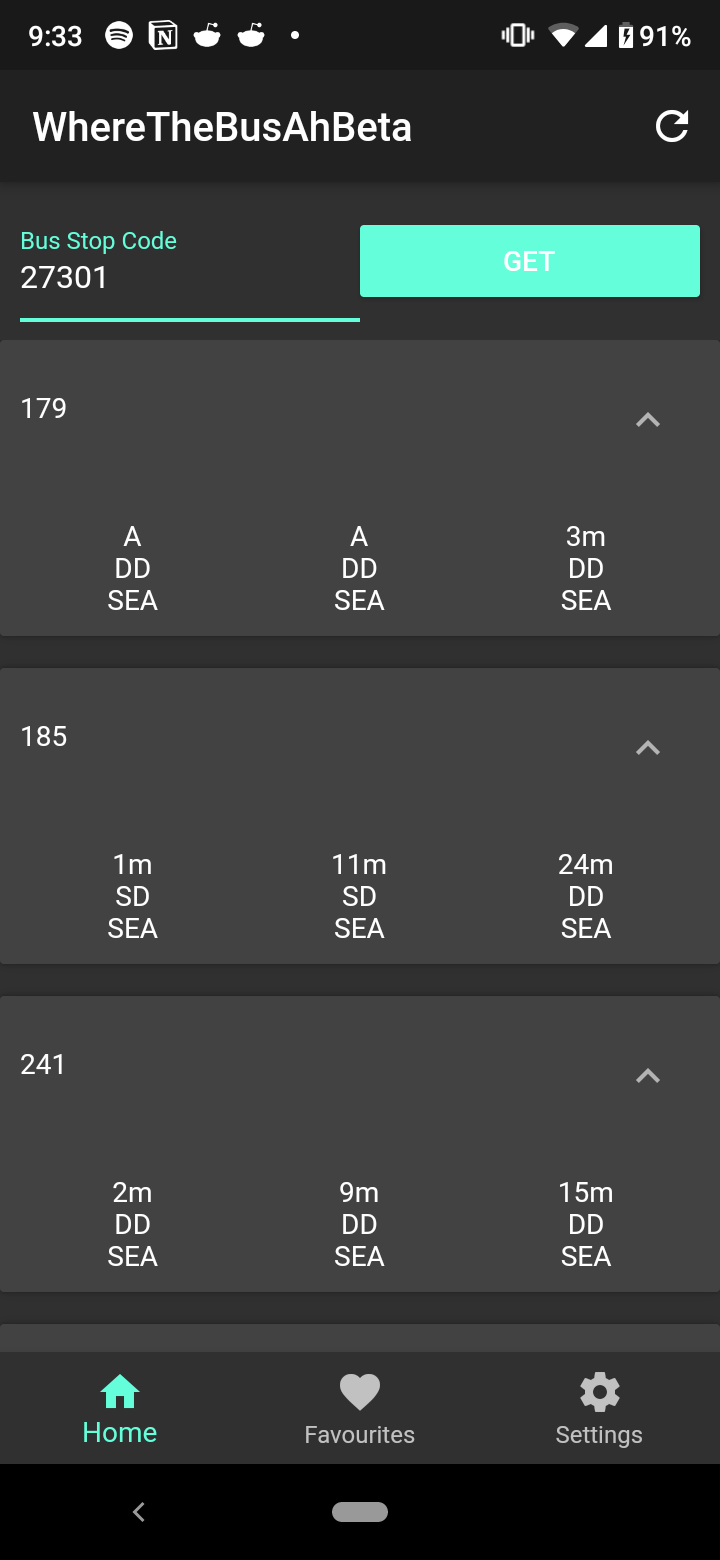 9:33 91%
WhereTheBusAhBeta
Bus Stop Code
27301
GET
179
A A 3m
DD DD DD
SEA SEA SEA
185
1m 11m 24m
SD SD DD
SEA SEA SEA
241
2m 9m 15m
DD DD DD
SEA SEA SEA
Home Favourites Settings